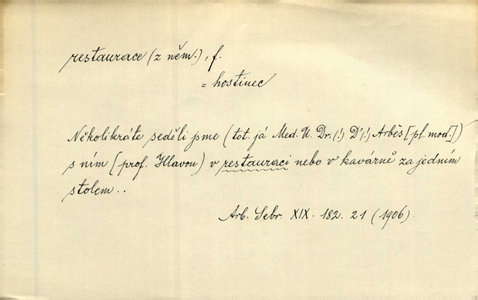 restaurace (z něm.), f.
= hostinec
Několikráte seděli jsme (tot. já Med. U. Dr. (!) D'(!) Arbès [pl. mod.])
s ním [prof. Hlavou] v restauraci nebo v kavárně za jedním
stolem..
Arb. Sebr. XIX. 182. 21 (1906)